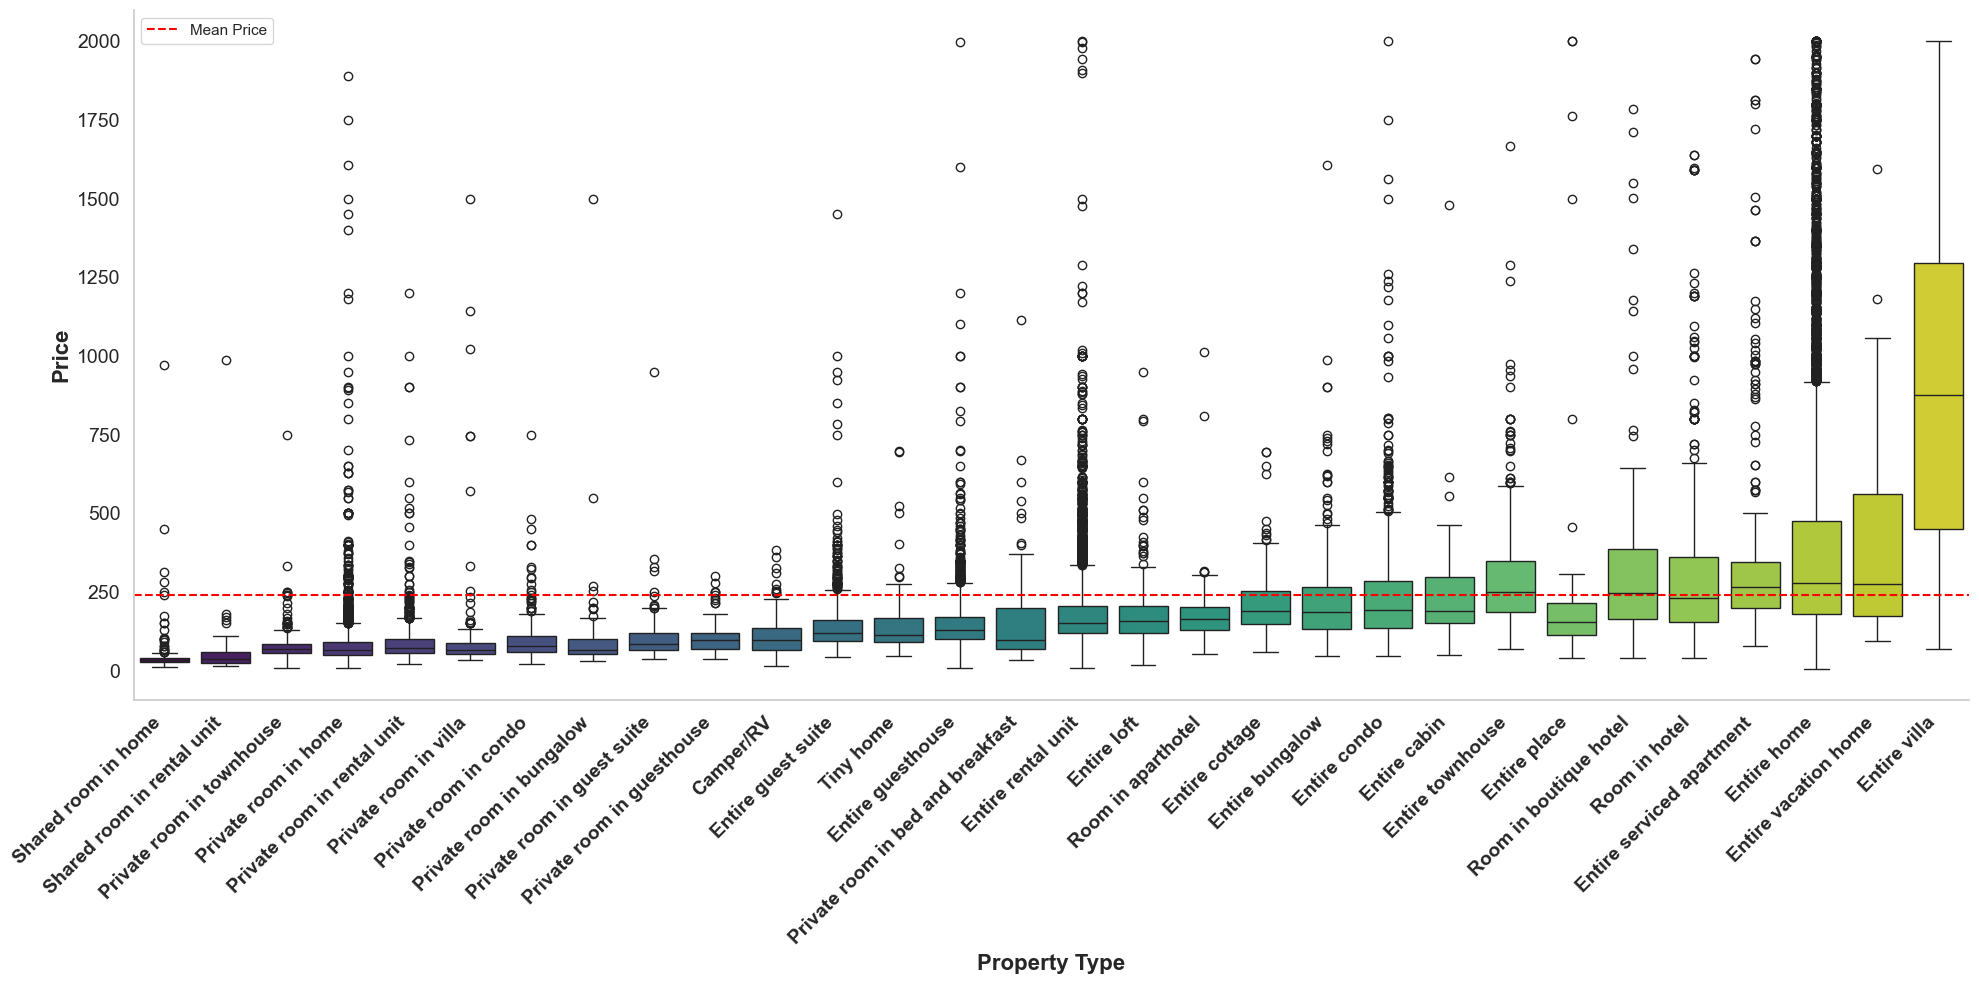 Mean Price
2000
1750
1500
1250
1000
750
500
250
0
Price
Shared room in home
Shared room in rental unit
Private room in townhouse
Private room in home
Private room in rental unit
Private room in villa
Private room in condo
Private room in bungalow
Private room in guest suite
Private room in guesthouse
Camper/RV
Entire guest suite
Tiny home
Entire guesthouse
Private room in bed and breakfast
Entire rental unit
Entire loft
Room in aparthotel
Entire cottage
Entire bungalow
Entire condo
Entire cabin
Entire townhouse
Entire place
Room in boutique hotel
Room in hotel
Entire serviced apartment
Entire home
Entire vacation home
Entire villa
Property Type